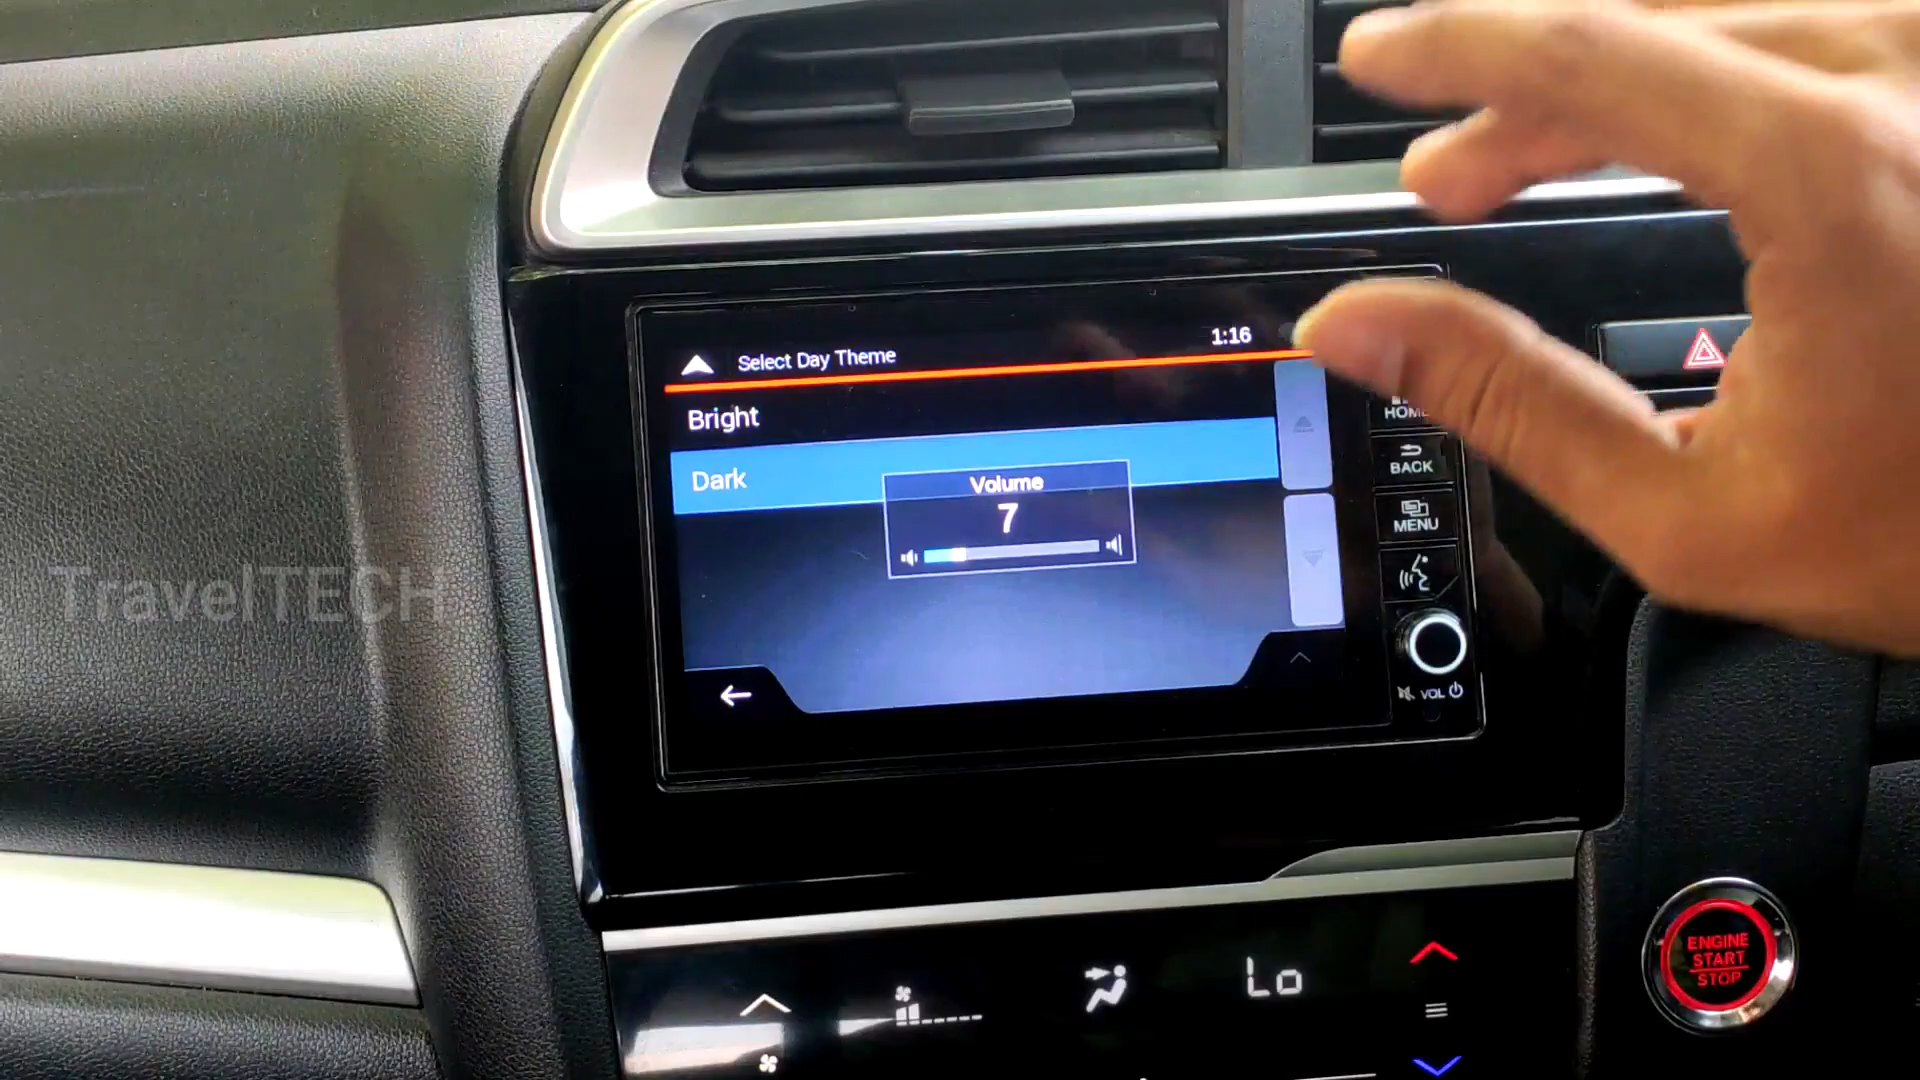 1:16
Select Day Theme
Bright
Dark
Volume
7
HOME
BACK
MENU
VOL
TravelTECH
ENGINE
START
STOP
Lo